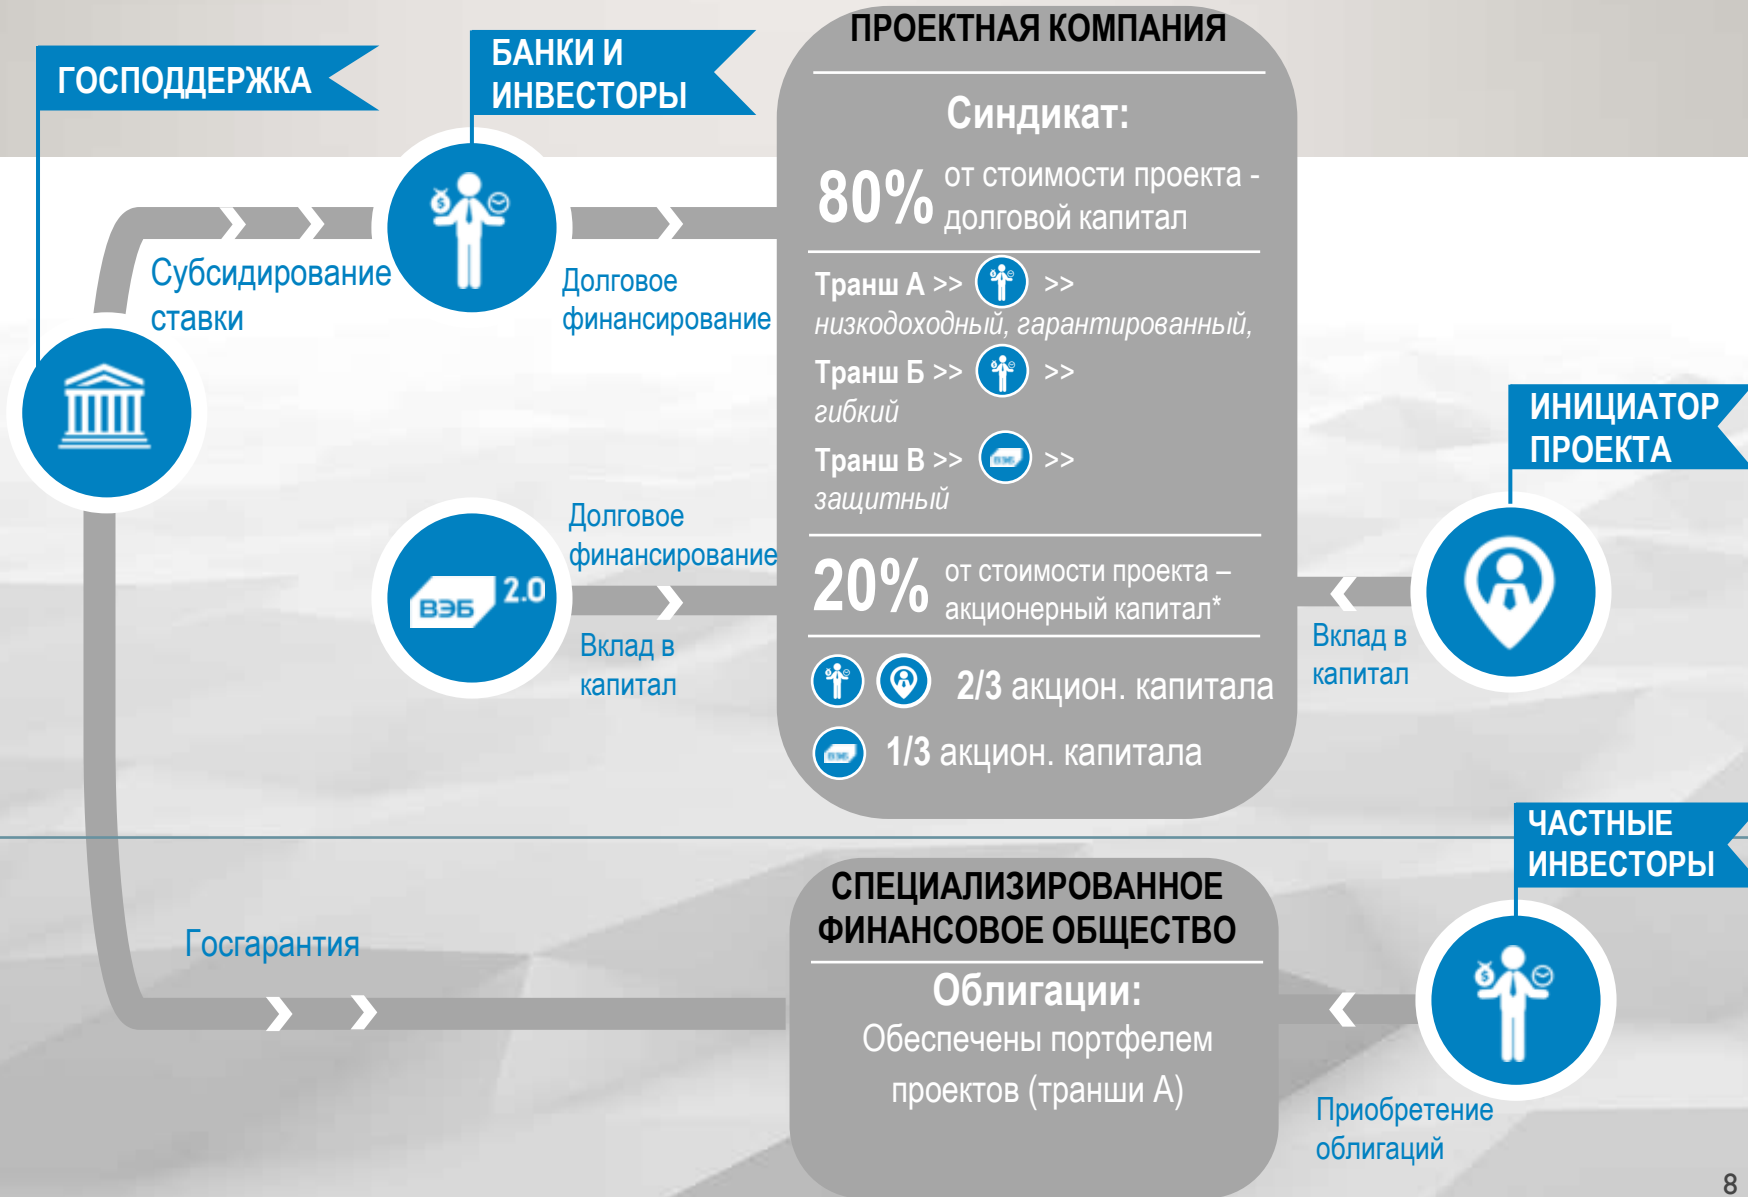 ГОСПОДДЕРЖКА
БАНКИ И
ИНВЕСТОРЫ
Субсидирование
ставки
Долговое
финансирование
ВЭБ 2.0
Долговое
финансирование
Вклад в
капитал
ПРОЕКТНАЯ КОМПАНИЯ
Синдикат:
80% от стоимости проекта -
долговой капитал
Транш А >> >>
низкодоходный, гарантированный,
Транш Б >> >>
гибкий
Транш В >> ВЭБ >>
защитный
20% от стоимости проекта –
акционерный капитал*
2/3 акцион. капитала
ВЭБ 1/3 акцион. капитала
ИНИЦИАТОР
ПРОЕКТА
Вклад в
капитал
Госгарантия
СПЕЦИАЛИЗИРОВАННОЕ
ФИНАНСОВОЕ ОБЩЕСТВО
Облигации:
Обеспечены портфелем
проектов (транши А)
ЧАСТНЫЕ
ИНВЕСТОРЫ
Приобретение
облигаций
8